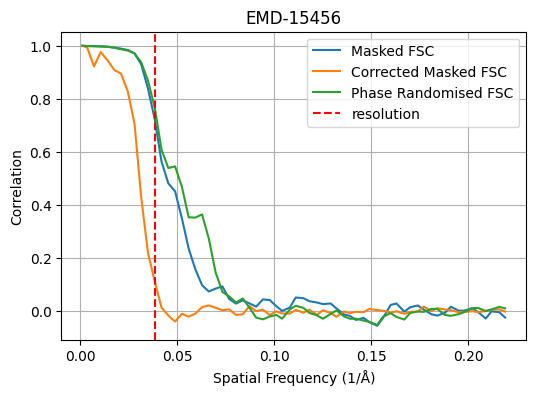 EMD-15456
Masked FSC
Corrected Masked FSC
Phase Randomised FSC
resolution
Correlation
1.0
0.8
0.6
0.4
0.2
0.0
0.00 0.05 0.10 0.15 0.20
Spatial Frequency (1/Å)